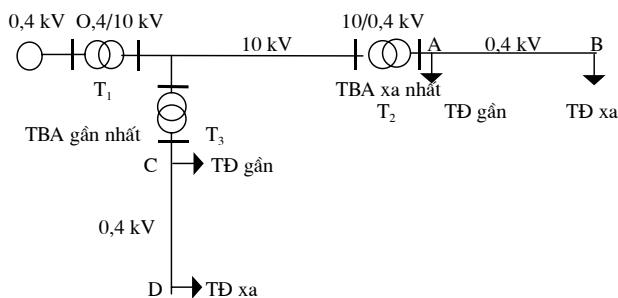 0,4 kV O,4/10 kV 10/0,4 kV
10 kV A 0,4 kV B
T1 TBA xa nhất
T2 TĐ gần TĐ xa
TBA gần nhất T3
C TĐ gần
0,4 kV
D TĐ xa